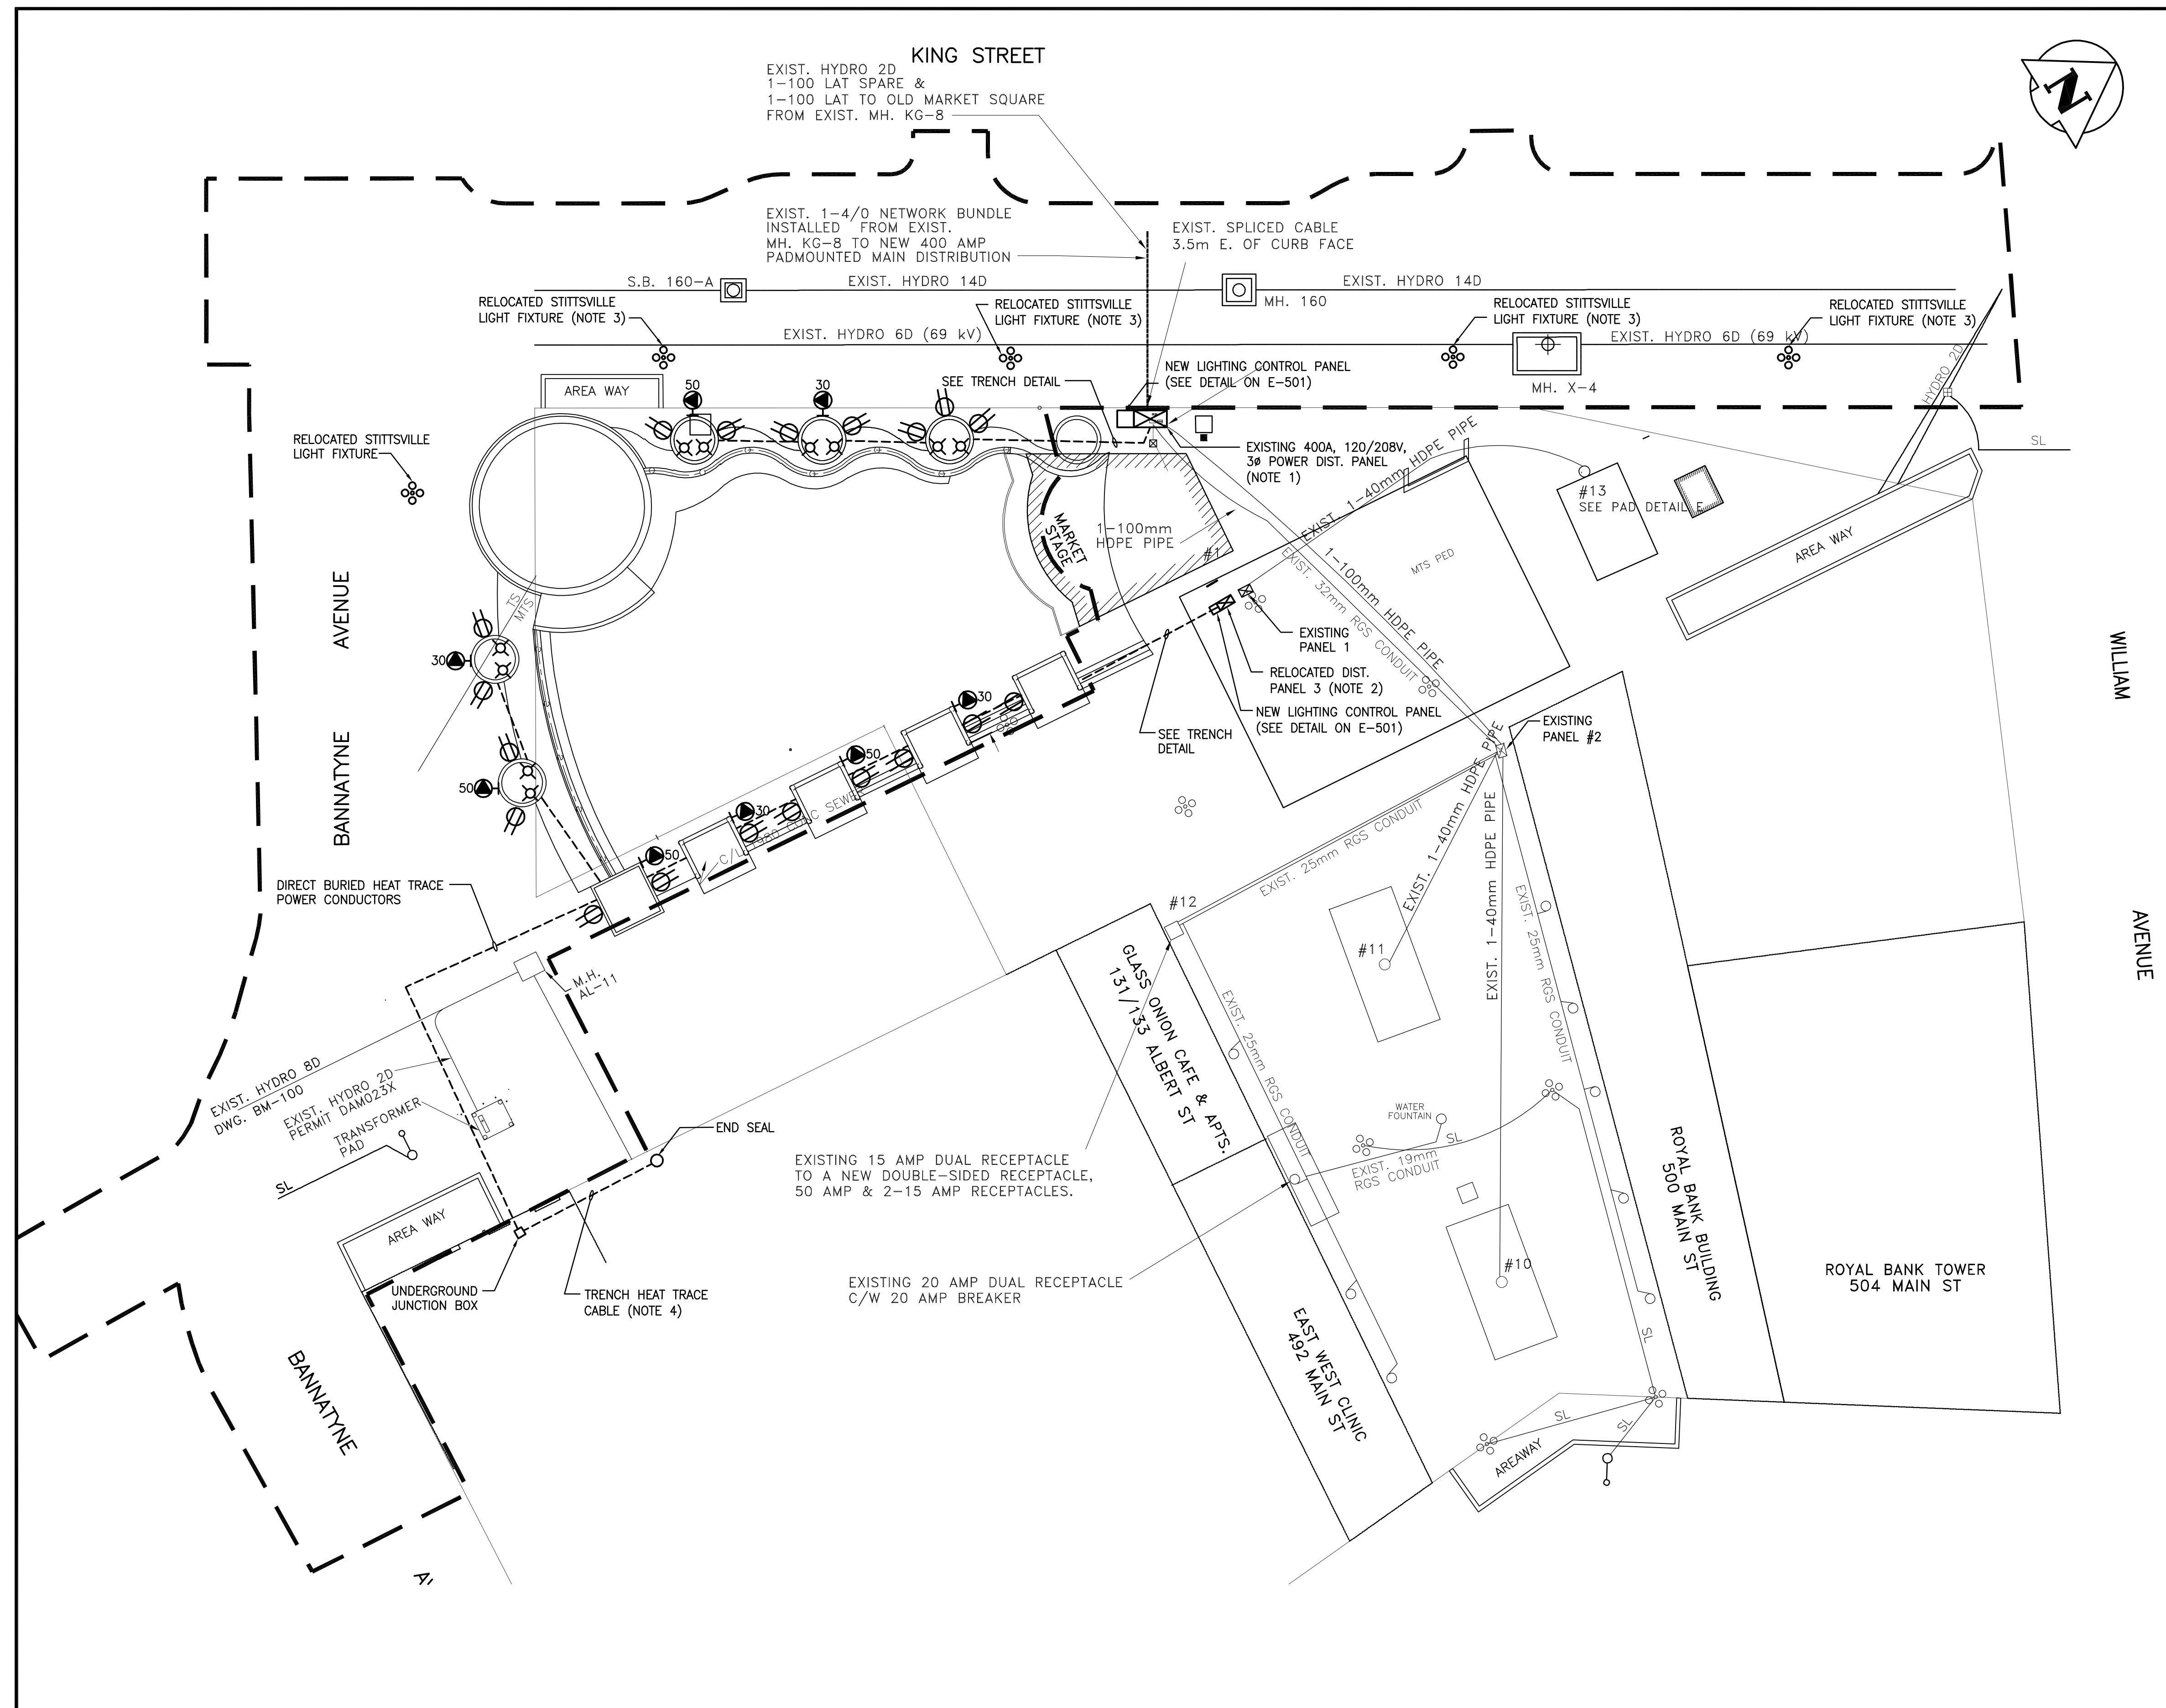 KING STREET
N
EXIST. HYDRO 2D
1-100 LAT SPARE &
1-100 LAT TO OLD MARKET SQUARE
FROM EXIST. MH. KG-8
EXIST. 1-4/0 NETWORK BUNDLE
INSTALLED FROM EXIST.
MH. KG-8 TO NEW 400 AMP
PADMOUNTED MAIN DISTRIBUTION
EXIST. SPLICED CABLE
3.5m E. OF CURB FACE
S.B. 160-A
EXIST. HYDRO 14D
MH. 160
EXIST. HYDRO 14D
RELOCATED STITTSVILLE
LIGHT FIXTURE (NOTE 3)
RELOCATED STITTSVILLE
LIGHT FIXTURE (NOTE 3)
RELOCATED STITTSVILLE
LIGHT FIXTURE (NOTE 3)
RELOCATED STITTSVILLE
LIGHT FIXTURE (NOTE 3)
EXIST. HYDRO 6D (69 kV)
EXIST. HYDRO 6D (69 kV)
MH. X-4
HYDRO 2D
SL
AREA WAY
50
30
SEE TRENCH DETAIL
NEW LIGHTING CONTROL PANEL
(SEE DETAIL ON E-501)
EXISTING 400A, 120/208V,
3ø POWER DIST. PANEL
(NOTE 1)
RELOCATED STITTSVILLE
LIGHT FIXTURE
EXIST. 1-40mm HDPE PIPE
#13
SEE PAD DETAIL E
AREA WAY
MARKET
STAGE
1-100mm
HDPE PIPE
#1
1-100mm HDPE PIPE
EXIST. 32mm RGS CONDUIT
MTS PED
TS
MTS
BANNATYNE AVENUE
WILLIAM AVENUE
30
50
EXISTING
PANEL 1
RELOCATED DIST.
PANEL 3 (NOTE 2)
NEW LIGHTING CONTROL PANEL
(SEE DETAIL ON E-501)
SEE TRENCH
DETAIL
EXISTING
PANEL #2
30
50
30
50
EXIST. 25mm RGS CONDUIT
EXIST. 1-40mm HDPE PIPE
EXIST. 1-40mm HDPE PIPE
EXIST. 25mm RGS CONDUIT
DIRECT BURIED HEAT TRACE
POWER CONDUCTORS
#12
#11
M.H.
AL-11
GLASS ONION CAFE & APTS.
131/133 ALBERT ST
EXIST. 25mm RGS CONDUIT
EXIST. HYDRO 8D
DWG. BM-100
EXIST. HYDRO 2D
PERMIT DAM023X
TRANSFORMER
PAD
SL
END SEAL
WATER
FOUNTAIN
SL
EXIST. 19mm
RGS CONDUIT
EXISTING 15 AMP DUAL RECEPTACLE
TO A NEW DOUBLE-SIDED RECEPTACLE,
50 AMP & 2-15 AMP RECEPTACLES.
ROYAL BANK BUILDING
500 MAIN ST
ROYAL BANK TOWER
504 MAIN ST
AREA WAY
UNDERGROUND
JUNCTION BOX
TRENCH HEAT TRACE
CABLE (NOTE 4)
EXISTING 20 AMP DUAL RECEPTACLE
C/W 20 AMP BREAKER
#10
EAST WEST CLINIC
492 MAIN ST
SL
SL
SL
AREAWAY
BANNATYNE